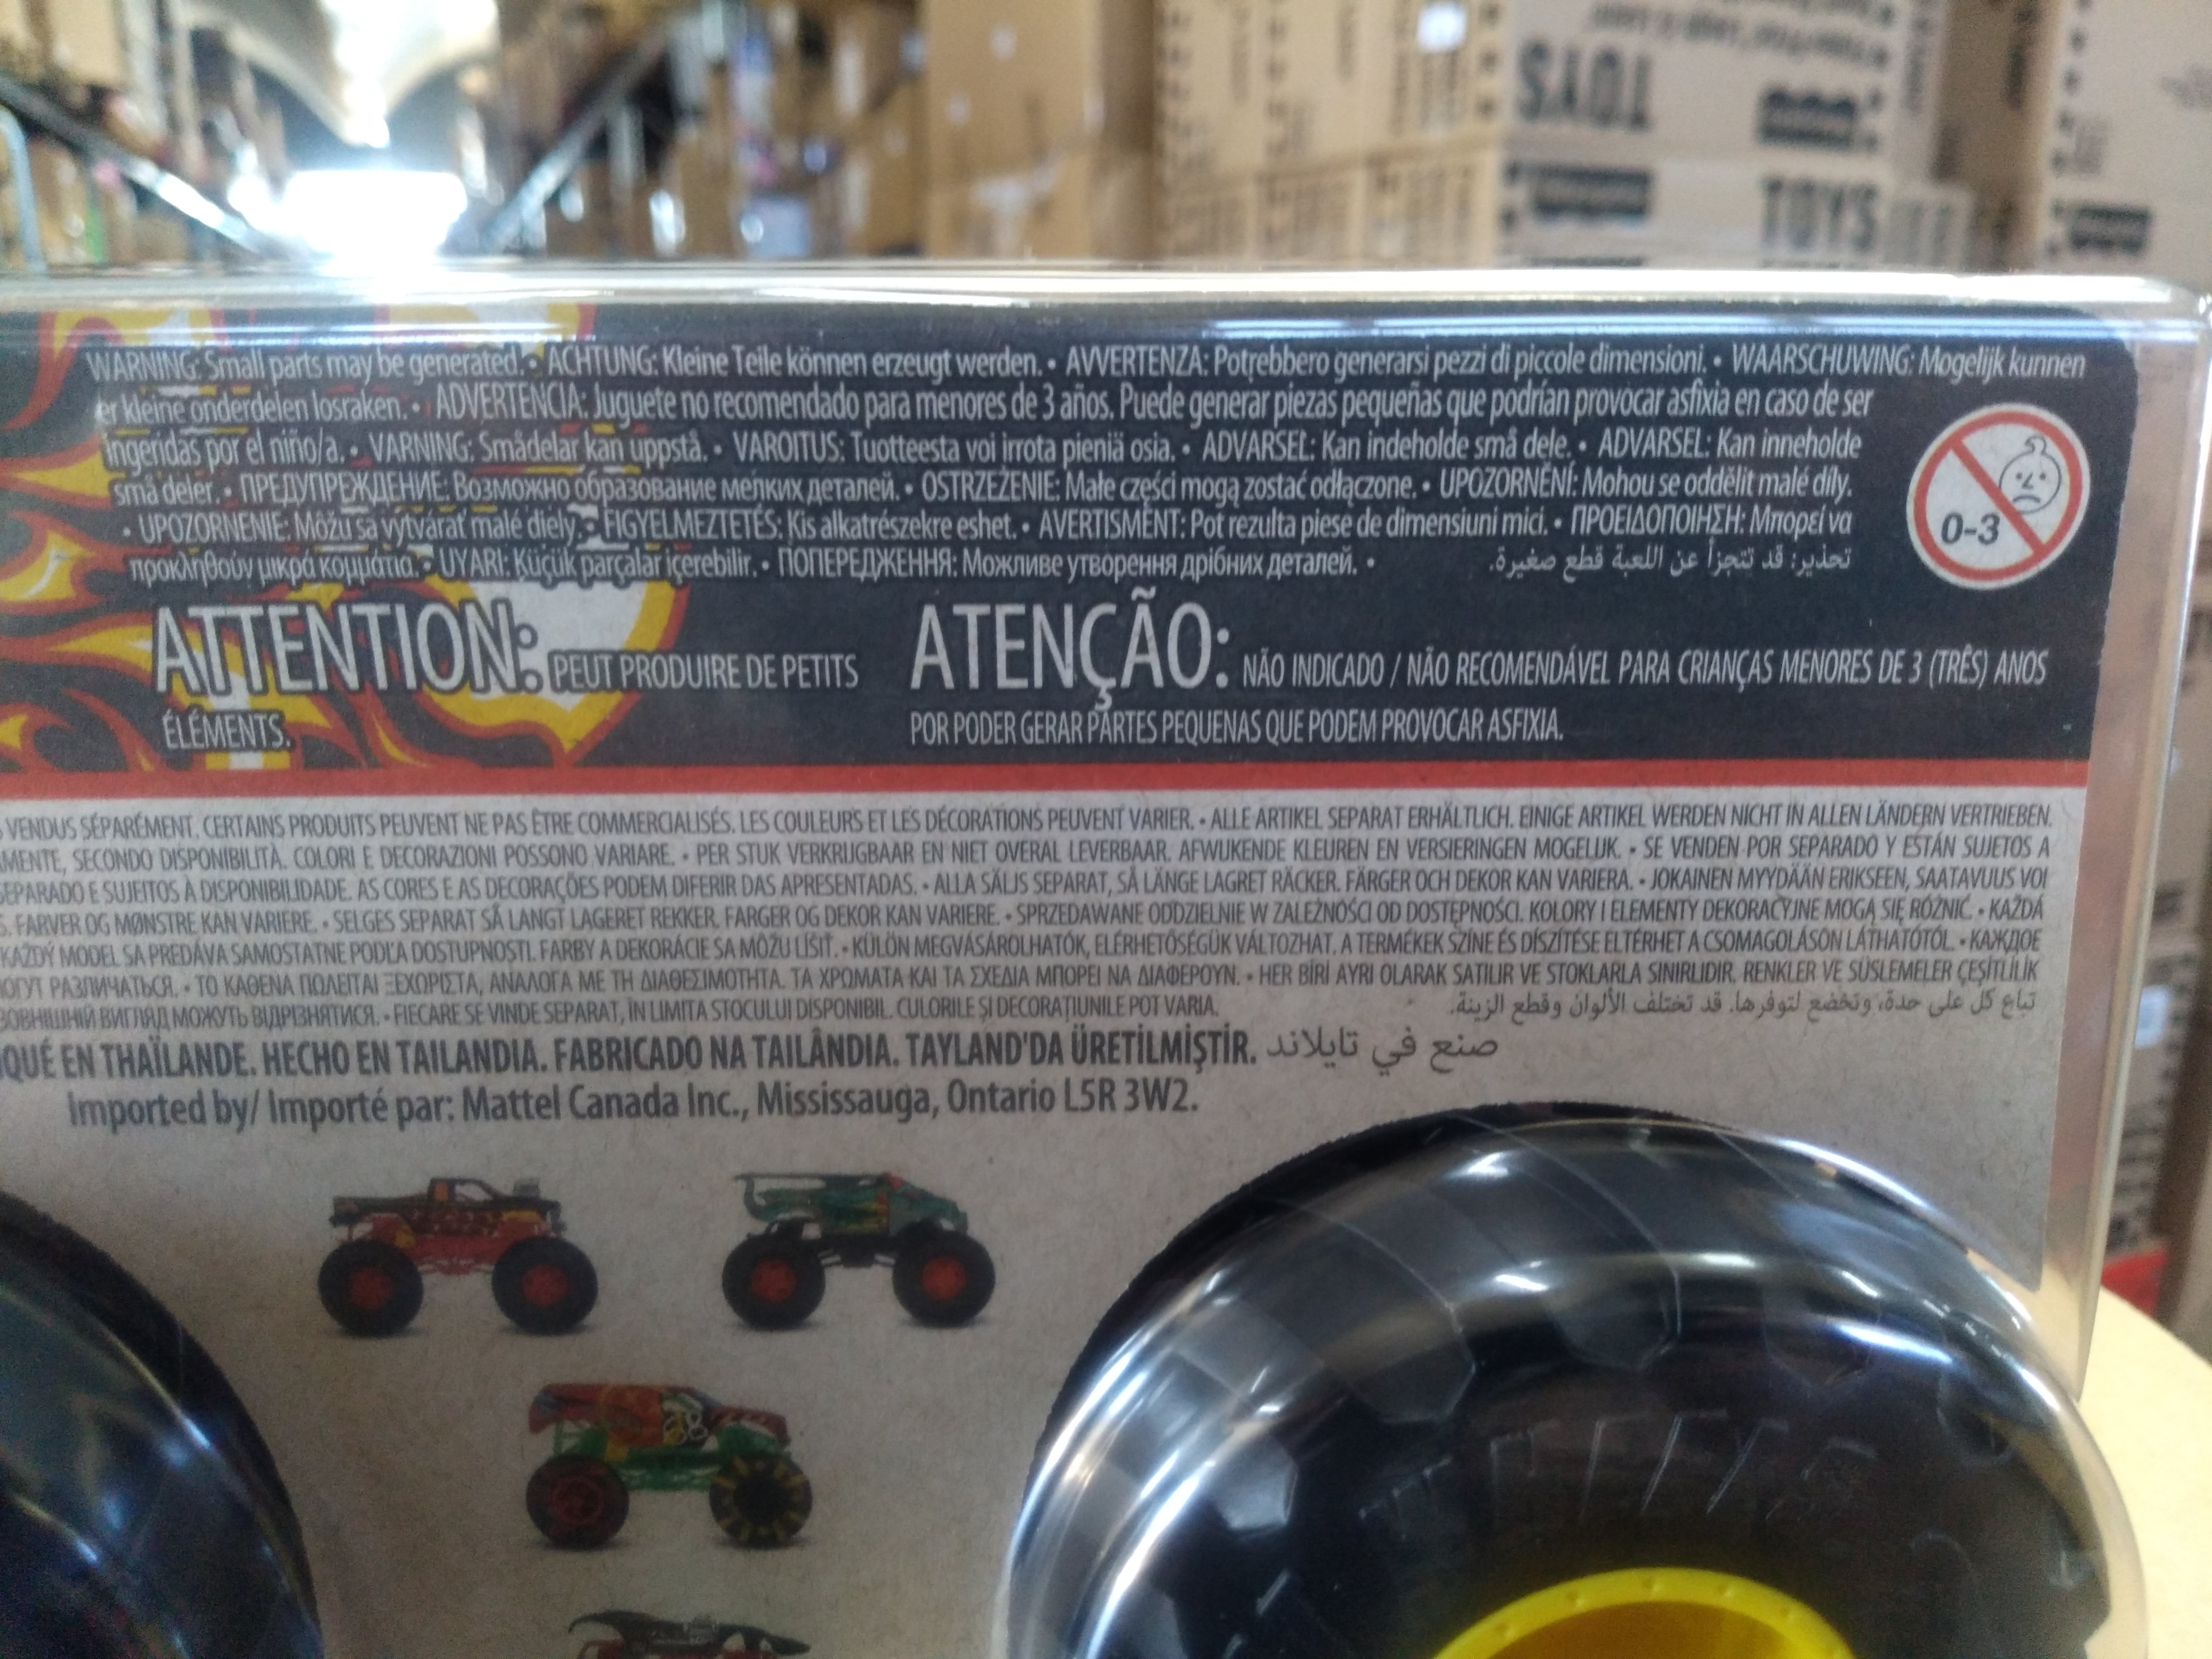 TOYS
TOYS
WARNING: Small parts may be generated. • ACHTUNG: Kleine Teile können erzeugt werden. • AVVERTENZA: Potrebbero generarsi pezzi di piccole dimensioni. • WAARSCHUWING: Mogelijk kunnen
er kleine onderdelen losraken. • ADVERTENCIA: Juguete no recomendado para menores de 3 años. Puede generar piezas pequeñas que podrían provocar asfixia en caso de ser
ingeridas por el niño/a. • VARNING: Smådelar kan uppstå. • VAROITUS: Tuotteesta voi irrota pieniä osia. • ADVARSEL: Kan indeholde små dele. • ADVARSEL: Kan inneholde
små deler. • ПРЕДУПРЕЖДЕНИЕ: Возможно образование мелких деталей. • OSTRZEŻENIE: Małe części mogą zostać odłączone. • UPOZORNĚNÍ: Mohou se oddělit malé díly.
• UPOZORNENIE: Môžu sa vytvárať malé diely. • FIGYELMEZTETÉS: Kis alkatrészekre eshet. • AVERTISMENT: Pot rezulta piese de dimensiuni mici. • ΠΡΟΕΙΔΟΠΟΙΗΣΗ: Μπορεί να
προκληθούν μικρά κομμάτια. • UYARI: Küçük parçalar içerebilir. • ПОПЕРЕДЖЕННЯ: Можливе утворення дрібних деталей. • تحذير: قد تتجزأ عن اللعبة قطع صغيرة.
0-3
ATTENTION: PEUT PRODUIRE DE PETITS
ÉLÉMENTS.
ATENÇÃO: NÃO INDICADO / NÃO RECOMENDÁVEL PARA CRIANÇAS MENORES DE 3 (TRÊS) ANOS
POR PODER GERAR PARTES PEQUENAS QUE PODEM PROVOCAR ASFIXIA.
VENDUS SÉPARÉMENT. CERTAINS PRODUITS PEUVENT NE PAS ÊTRE COMMERCIALISÉS. LES COULEURS ET LES DÉCORATIONS PEUVENT VARIER. • ALLE ARTIKEL SEPARAT ERHÄLTLICH. EINIGE ARTIKEL WERDEN NICHT IN ALLEN LÄNDERN VERTRIEBEN.
AMENTE, SECONDO DISPONIBILITÀ. COLORI E DECORAZIONI POSSONO VARIARE. • PER STUK VERKRIJGBAAR EN NIET OVERAL LEVERBAAR. AFWIJKENDE KLEUREN EN VERSIERINGEN MOGELIJK. • SE VENDEN POR SEPARADO Y ESTÁN SUJETOS A
SEPARADO E SUJEITOS À DISPONIBILIDADE. AS CORES E AS DECORAÇÕES PODEM DIFERIR DAS APRESENTADAS. • ALLA SÄLJS SEPARAT, SÅ LÄNGE LAGRET RÄCKER. FÄRGER OCH DEKOR KAN VARIERA. • JOKAINEN MYYDÄÄN ERIKSEEN, SAATAVUUS VOI
S. FARVER OG MØNSTRE KAN VARIERE. • SELGES SEPARAT SÅ LANGT LAGERET REKKER. FARGER OG DEKOR KAN VARIERE. • SPRZEDAWANE ODDZIELNIE W ZALEŻNOŚCI OD DOSTĘPNOŚCI. KOLORY I ELEMENTY DEKORACYJNE MOGĄ SIĘ RÓŻNIĆ. • KAŽDÁ
KAŽDÝ MODEL SA PREDÁVA SAMOSTATNE PODĽA DOSTUPNOSTI. FARBY A DEKORÁCIE SA MÔŽU LÍŠIŤ. • KÜLÖN MEGVÁSÁROLHATÓK, ELÉRHETŐSÉGÜK VÁLTOZHAT. A TERMÉKEK SZÍNE ÉS DÍSZÍTÉSE ELTÉRHET A CSOMAGOLÁSON LÁTHATÓTÓL. • КАЖДОЕ
МОГУТ РАЗЛИЧАТЬСЯ. • ΤΟ ΚΑΘΕΝΑ ΠΩΛΕΙΤΑΙ ΞΕΧΩΡΙΣΤΑ, ΑΝΑΛΟΓΑ ΜΕ ΤΗ ΔΙΑΘΕΣΙΜΟΤΗΤΑ. ΤΑ ΧΡΩΜΑΤΑ ΚΑΙ ΤΑ ΣΧΕΔΙΑ ΜΠΟΡΕΙ ΝΑ ΔΙΑΦΕΡΟΥΝ. • HER BİRİ AYRI OLARAK SATILIR VE STOKLARLA SINIRLIDIR. RENKLER VE SÜSLEMELER ÇEŞİTLİLİK
ЗОВНІШНІЙ ВИГЛЯД МОЖУТЬ ВІДРІЗНЯТИСЯ. • FIECARE SE VINDE SEPARAT, ÎN LIMITA STOCULUI DISPONIBIL. CULORILE ȘI DECORAȚIUNILE POT VARIA. تباع كل على حدة، وتخضع لتوفرها. قد تختلف الألوان وقطع الزينة.
IQUÉ EN THAÏLANDE. HECHO EN TAILANDIA. FABRICADO NA TAILÂNDIA. TAYLAND'DA ÜRETİLMİŞTİR. صنع في تايلاند
Imported by/ Importé par: Mattel Canada Inc., Mississauga, Ontario L5R 3W2.